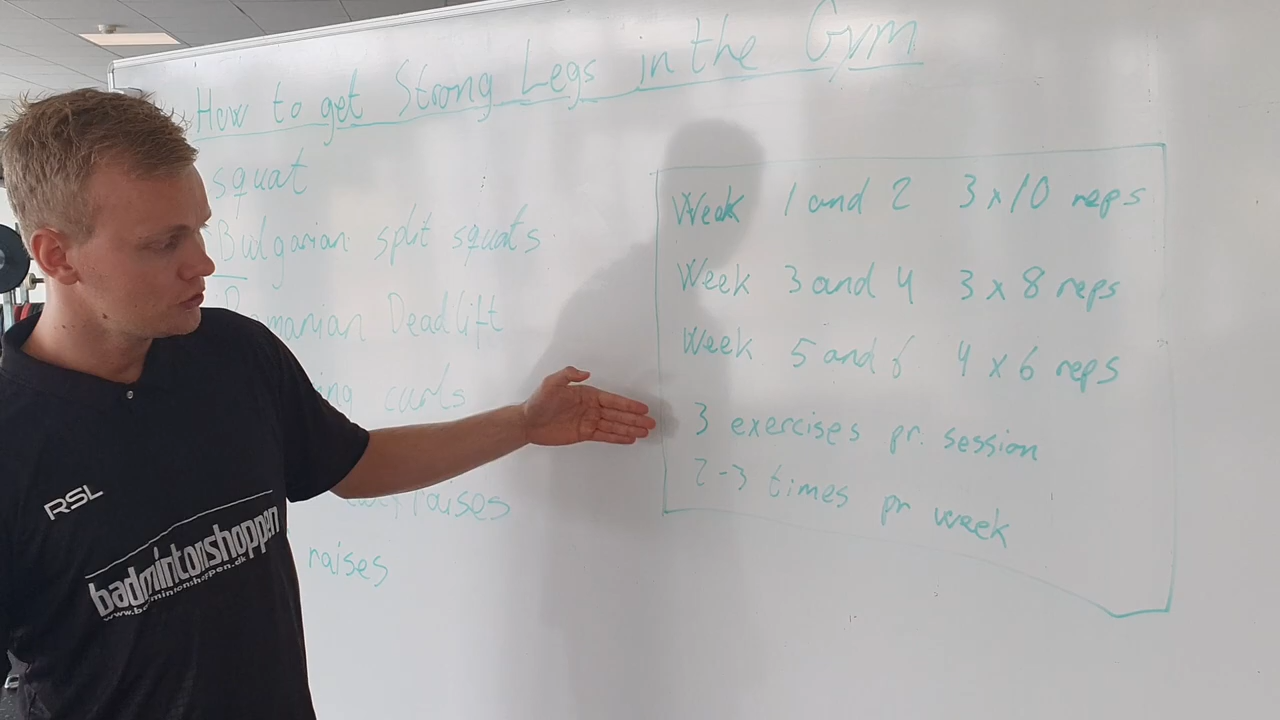 How to get Strong Legs in the Gym
squat
Bulgarian split squats
Romanian Deadlift
curls
raises
raises
Week 1 and 2 3 x 10 reps
Week 3 and 4 3 x 8 reps
Week 5 and 6 4 x 6 reps
3 exercises pr. session
2-3 times pr week
RSL
badmintonshoppen
www.badmintonshoppen.dk